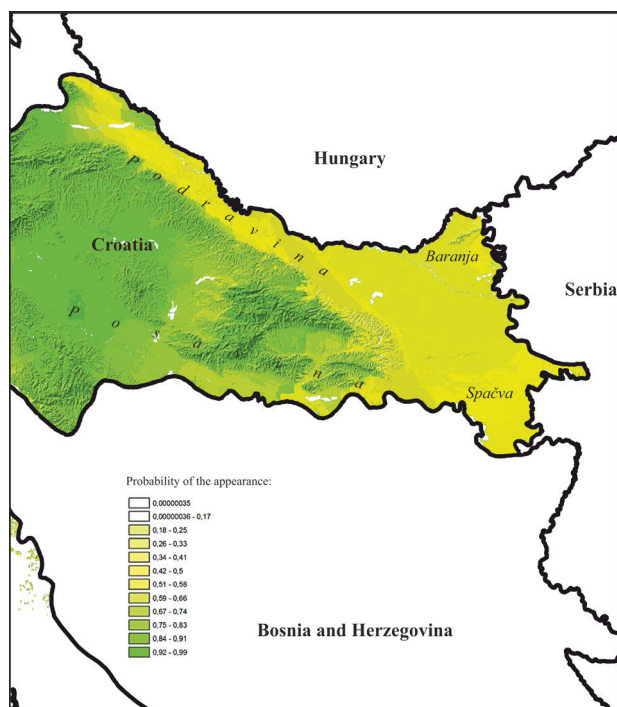 Hungary
Podravina
Baranja
Croatia
Serbia
Posavina
Spačva
Probability of the appearance:
0,00000035
0,00000036 - 0,17
0,18 - 0,25
0,26 - 0,33
0,34 - 0,41
0,42 - 0,5
0,51 - 0,58
0,59 - 0,66
0,67 - 0,74
0,75 - 0,83
0,84 - 0,91
0,92 - 0,99
Bosnia and Herzegovina